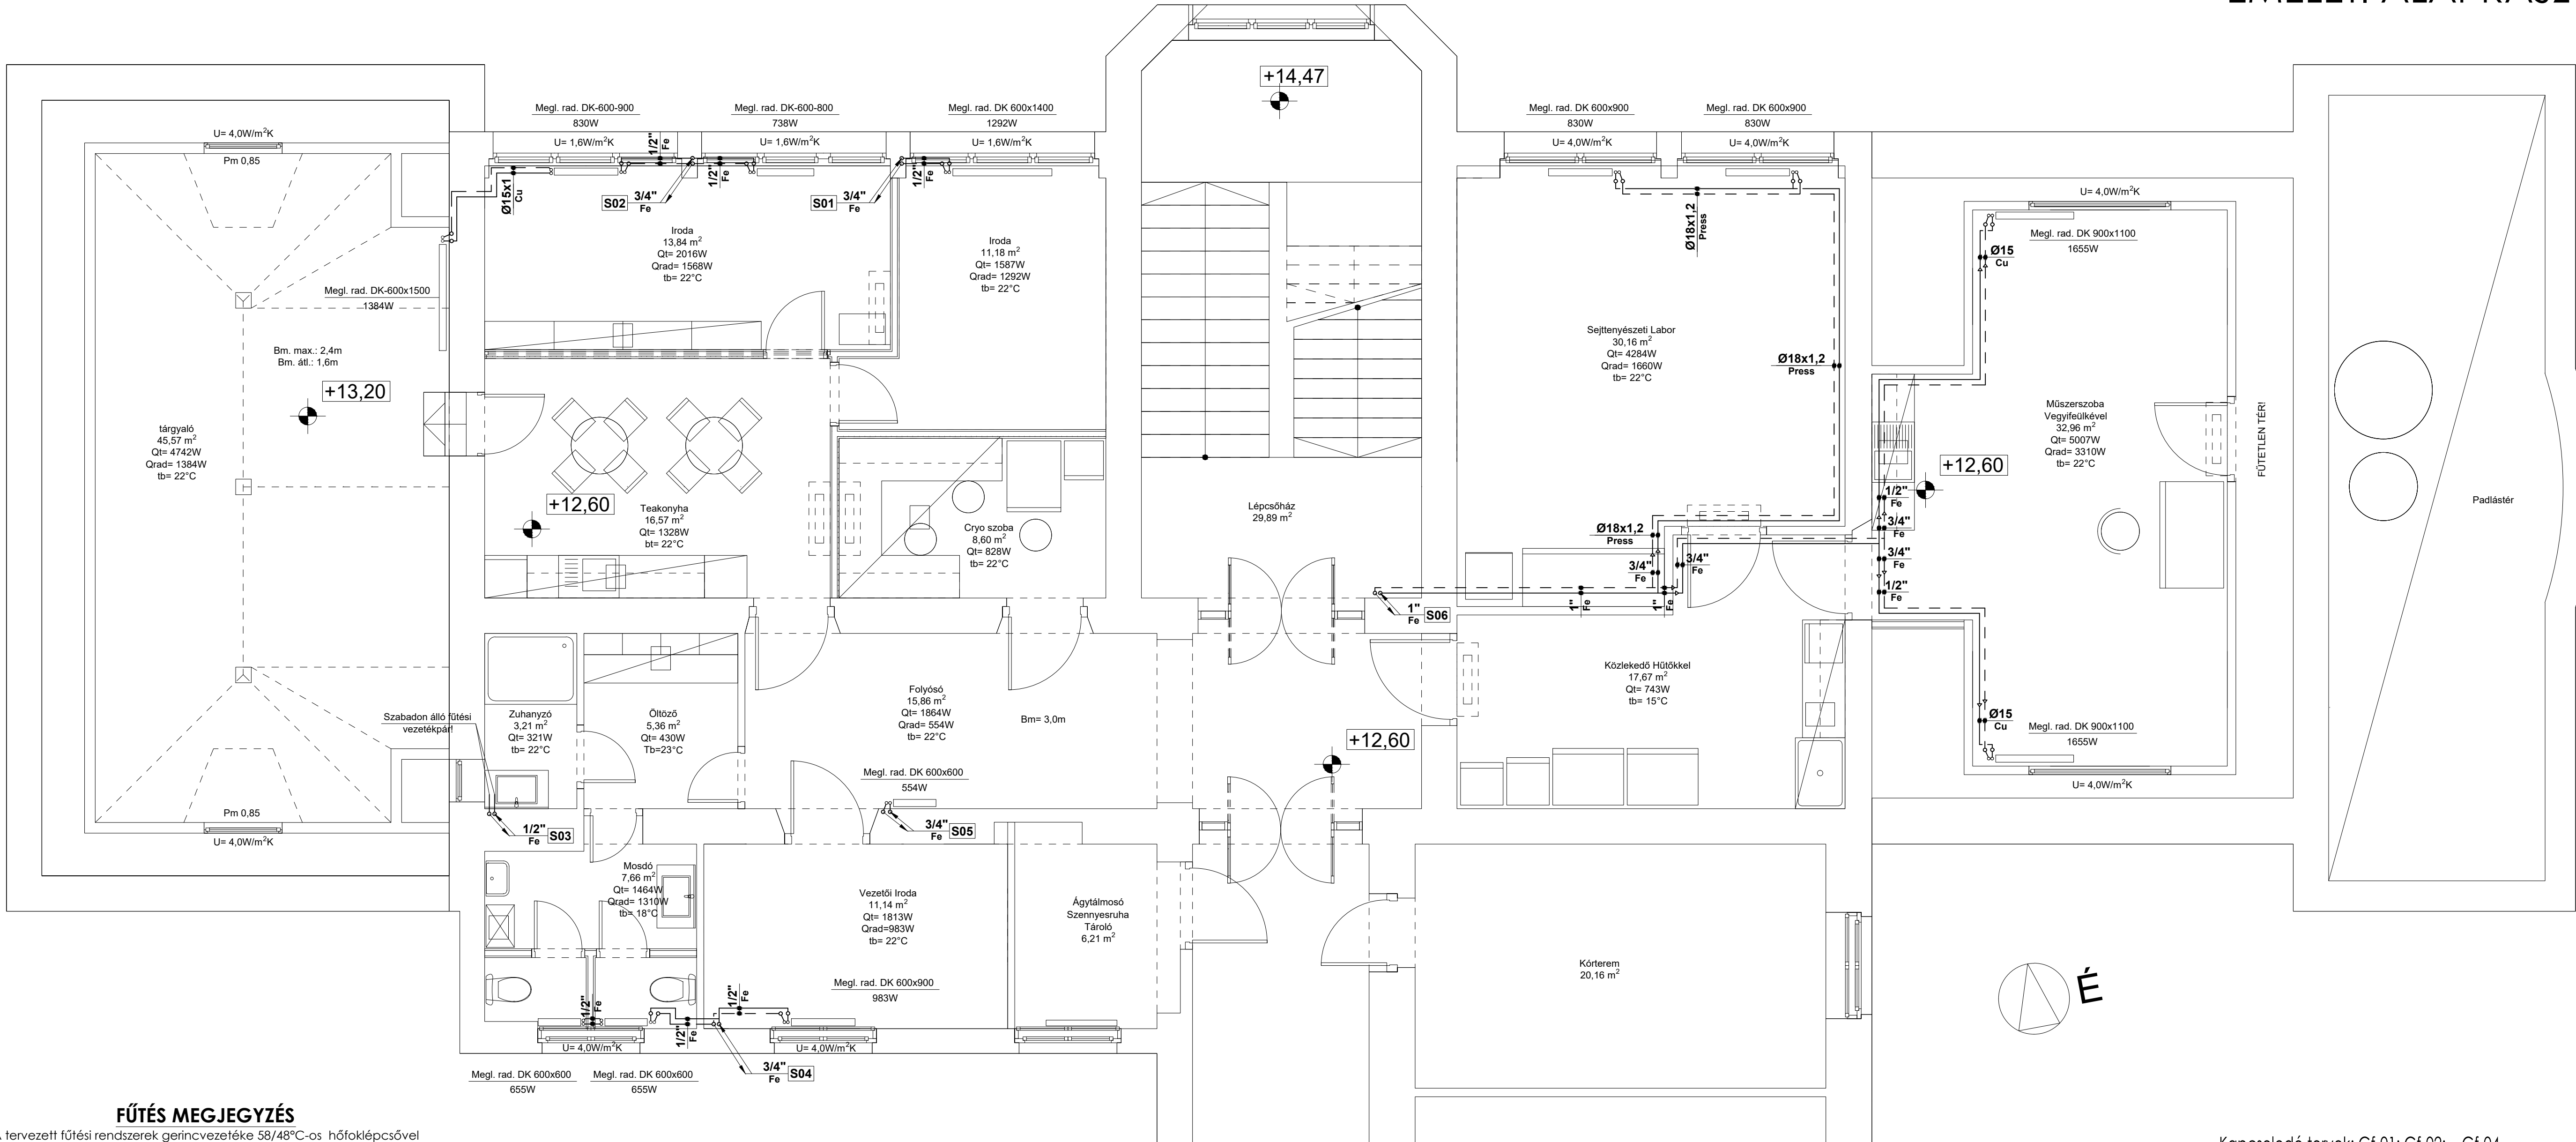 +14,47
Megl. rad. DK-600-900
830W
Megl. rad. DK-600-800
738W
Megl. rad. DK 600x1400
1292W
Megl. rad. DK 600x900
830W
Megl. rad. DK 600x900
830W
U= 4,0W/m²K
Pm 0,85
U= 1,6W/m²K
U= 1,6W/m²K
U= 1,6W/m²K
U= 4,0W/m²K
U= 4,0W/m²K
1/2"
Fe
1/2"
Fe
1/2"
Fe
Ø15x1
Cu
S02
3/4"
Fe
S01
3/4"
Fe
Ø18x1,2
Press
U= 4,0W/m²K
Megl. rad. DK 900x1100
1655W
Ø15
Cu
Iroda
13,84 m²
Qt= 2016W
Qrad= 1568W
tb= 22°C
Iroda
11,18 m²
Qt= 1587W
Qrad= 1292W
tb= 22°C
Megl. rad. DK-600x1500
1384W
Bm. max.: 2,4m
Bm. átl.: 1,6m
+13,20
tárgyaló
45,57 m²
Qt= 4742W
Qrad= 1384W
tb= 22°C
Sejttenyészeti Labor
30,16 m²
Qt= 4284W
Qrad= 1660W
tb= 22°C
Ø18x1,2
Press
Műszerszoba
Vegyifeülkével
32,96 m²
Qt= 5007W
Qrad= 3310W
tb= 22°C
+12,60
FŰTETLEN TÉR!
Padlástér
+12,60
Teakonyha
16,57 m²
Qt= 1328W
bt= 22°C
Cryo szoba
8,60 m²
Qt= 828W
tb= 22°C
Lépcsőház
29,89 m²
Ø18x1,2
Press
3/4"
Fe
3/4"
Fe
1/2"
Fe
3/4"
Fe
3/4"
Fe
1/2"
Fe
1"
Fe
S06
1"
Fe
1"
Fe
Szabadon álló fűtési
vezetékpár!
Zuhanyzó
3,21 m²
Qt= 321W
tb= 22°C
Öltöző
5,36 m²
Qt= 430W
Tb=23°C
Folyósó
15,86 m²
Qt= 1864W
Qrad= 554W
tb= 22°C
Bm= 3,0m
+12,60
Közlekedő Hűtőkkel
17,67 m²
Qt= 743W
tb= 15°C
Ø15
Cu
Megl. rad. DK 900x1100
1655W
U= 4,0W/m²K
Megl. rad. DK 600x600
554W
3/4"
Fe
S05
1/2"
Fe
S03
Pm 0,85
U= 4,0W/m²K
Mosdó
7,66 m²
Qt= 1464W
Qrad= 1310W
tb= 18°C
Vezetői Iroda
11,14 m²
Qt= 1813W
Qrad=983W
tb= 22°C
Ágytálmosó
Szennyesruha
Tároló
6,21 m²
Kórterem
20,16 m²
É
Megl. rad. DK 600x900
983W
1/2"
Fe
1/2"
Fe
1/2"
Fe
U= 4,0W/m²K
U= 4,0W/m²K
3/4"
Fe
S04
Megl. rad. DK 600x600
655W
Megl. rad. DK 600x600
655W
FŰTÉS MEGJEGYZÉS
tervezett fűtési rendszerek gerincvezetéke 58/48°C-os hőfoklépcsővel